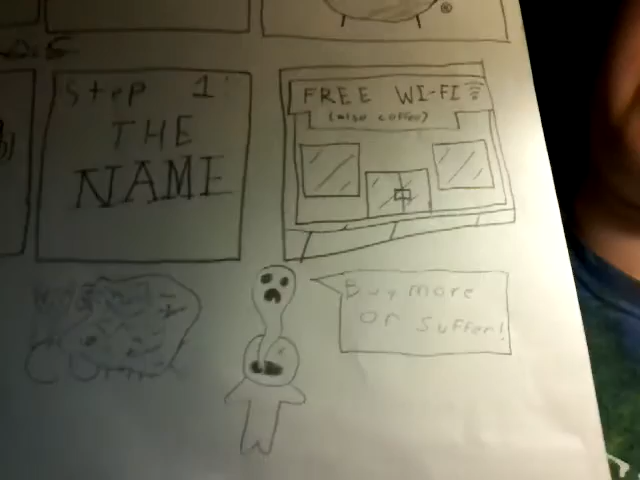 Step 1:
THE
NAME
FREE WI-FI
(also coffee)
Buy more
or suffer!